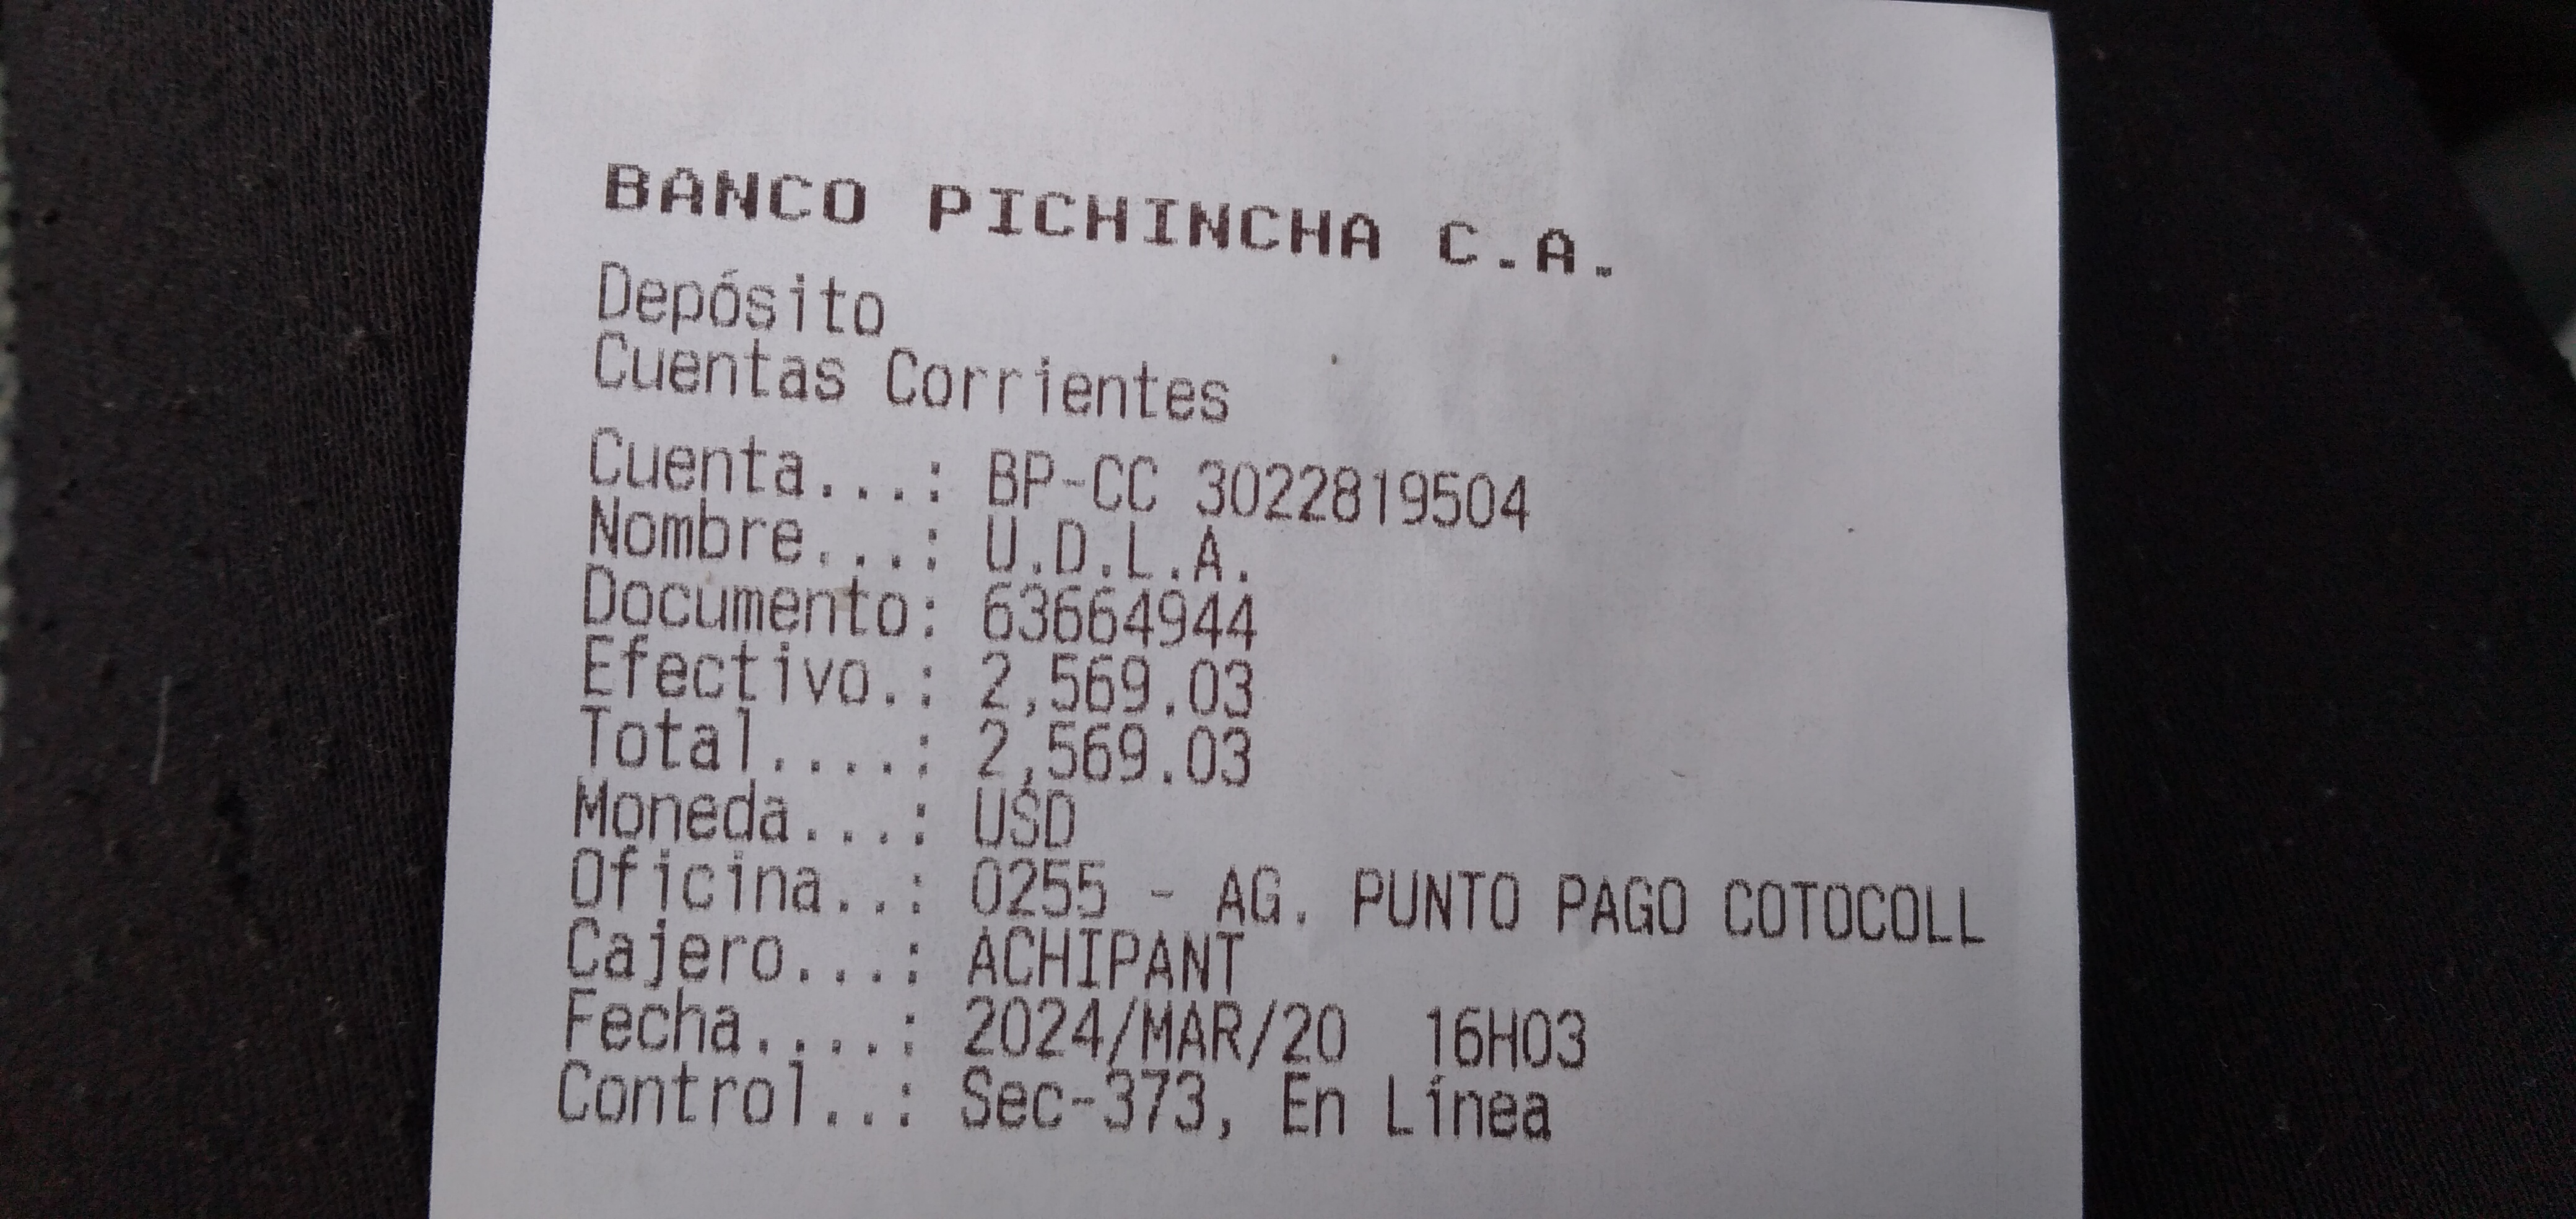 BANCO PICHINCHA C.A.
Depósito
Cuentas Corrientes
Cuenta...: BP-CC 3022819504
Nombre...: U.D.L.A.
Documento: 63664944
Efectivo.: 2,569.03
Total....: 2,569.03
Moneda...: USD
Oficina..: 0255 - AG. PUNTO PAGO COTOCOLL
Cajero...: ACHIPANT
Fecha....: 2024/MAR/20 16H03
Control..: Sec-373, En Línea